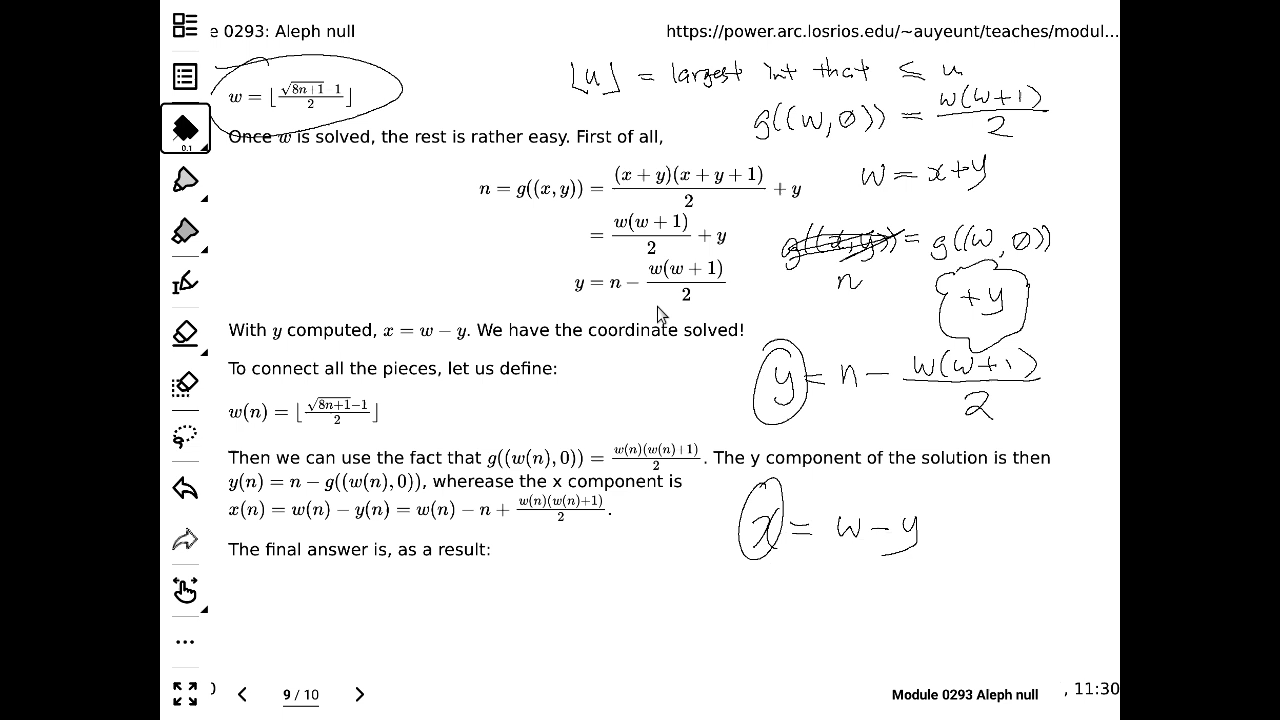 e 0293: Aleph null
https://power.arc.losrios.edu/~auyeunt/teaches/modul...
w = ⌊(√(8n+1)−1)/2⌋
⌊u⌋ = largest int that ≤ u
g((w,0)) = w(w+1)/2
Once w is solved, the rest is rather easy. First of all,
w = x+y
n = g((x, y)) = (x + y)(x + y + 1)/2 + y
= w(w + 1)/2 + y
g((x,y)) = g((w,0))
n
+ y
y = n − w(w + 1)/2
With y computed, x = w − y. We have the coordinate solved!
y = n − w(w+1)/2
To connect all the pieces, let us define:
w(n) = ⌊(√(8n+1)−1)/2⌋
Then we can use the fact that g((w(n), 0)) = w(n)(w(n)+1)/2. The y component of the solution is then
y(n) = n − g((w(n), 0)), wherease the x component is
x(n) = w(n) − y(n) = w(n) − n + w(n)(w(n)+1)/2.
x = w − y
The final answer is, as a result:
0.1
9 / 10
Module 0293 Aleph null
, 11:30